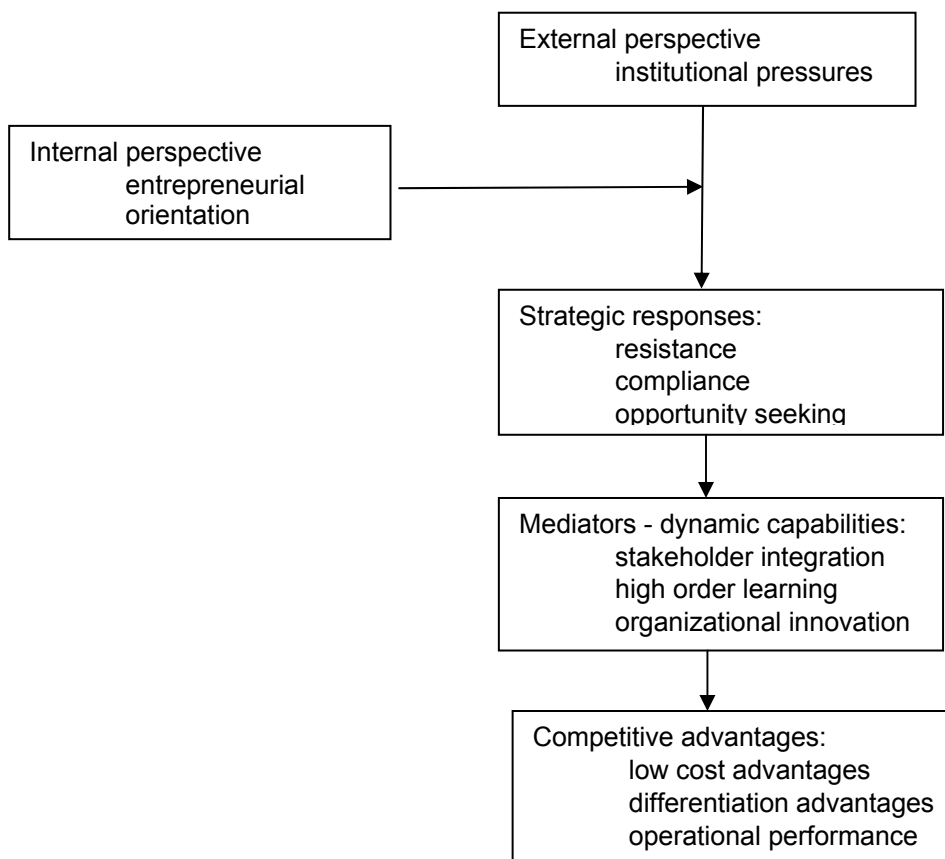 External perspective
institutional pressures
Internal perspective
entrepreneurial
orientation
Strategic responses:
resistance
compliance
opportunity seeking
Mediators - dynamic capabilities:
stakeholder integration
high order learning
organizational innovation
Competitive advantages:
low cost advantages
differentiation advantages
operational performance